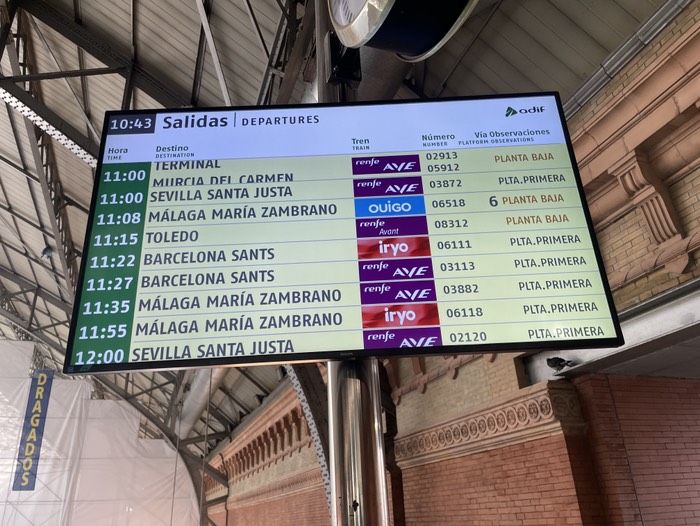 10:43 Salidas | DEPARTURES adif
Hora Destino Tren Número Vía Observaciones
TIME DESTINATION TRAIN NUMBER PLATFORM OBSERVATIONS
11:00 TERMINAL renfe AVE 02913 PLANTA BAJA
MURCIA DEL CARMEN 05912
11:00 SEVILLA SANTA JUSTA renfe AVE 03872 PLTA.PRIMERA
11:08 MÁLAGA MARÍA ZAMBRANO OUIGO 06518 6 PLANTA BAJA
11:15 TOLEDO renfe Avant 08312 PLANTA BAJA
11:22 BARCELONA SANTS iryo 06111 PLTA.PRIMERA
11:27 BARCELONA SANTS renfe AVE 03113 PLTA.PRIMERA
11:35 MÁLAGA MARÍA ZAMBRANO renfe AVE 03882 PLTA.PRIMERA
11:55 MÁLAGA MARÍA ZAMBRANO iryo 06118 PLTA.PRIMERA
12:00 SEVILLA SANTA JUSTA renfe AVE 02120 PLTA.PRIMERA
DRAGADOS